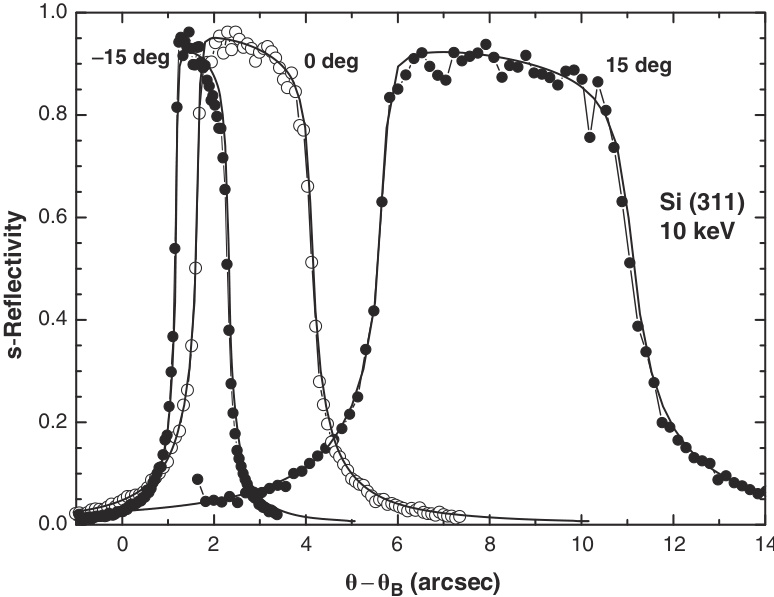 1.0
0.8
0.6
0.4
0.2
0.0
s-Reflectivity
–15 deg
0 deg
15 deg
Si (311)
10 keV
0 2 4 6 8 10 12 14
θ – θB (arcsec)